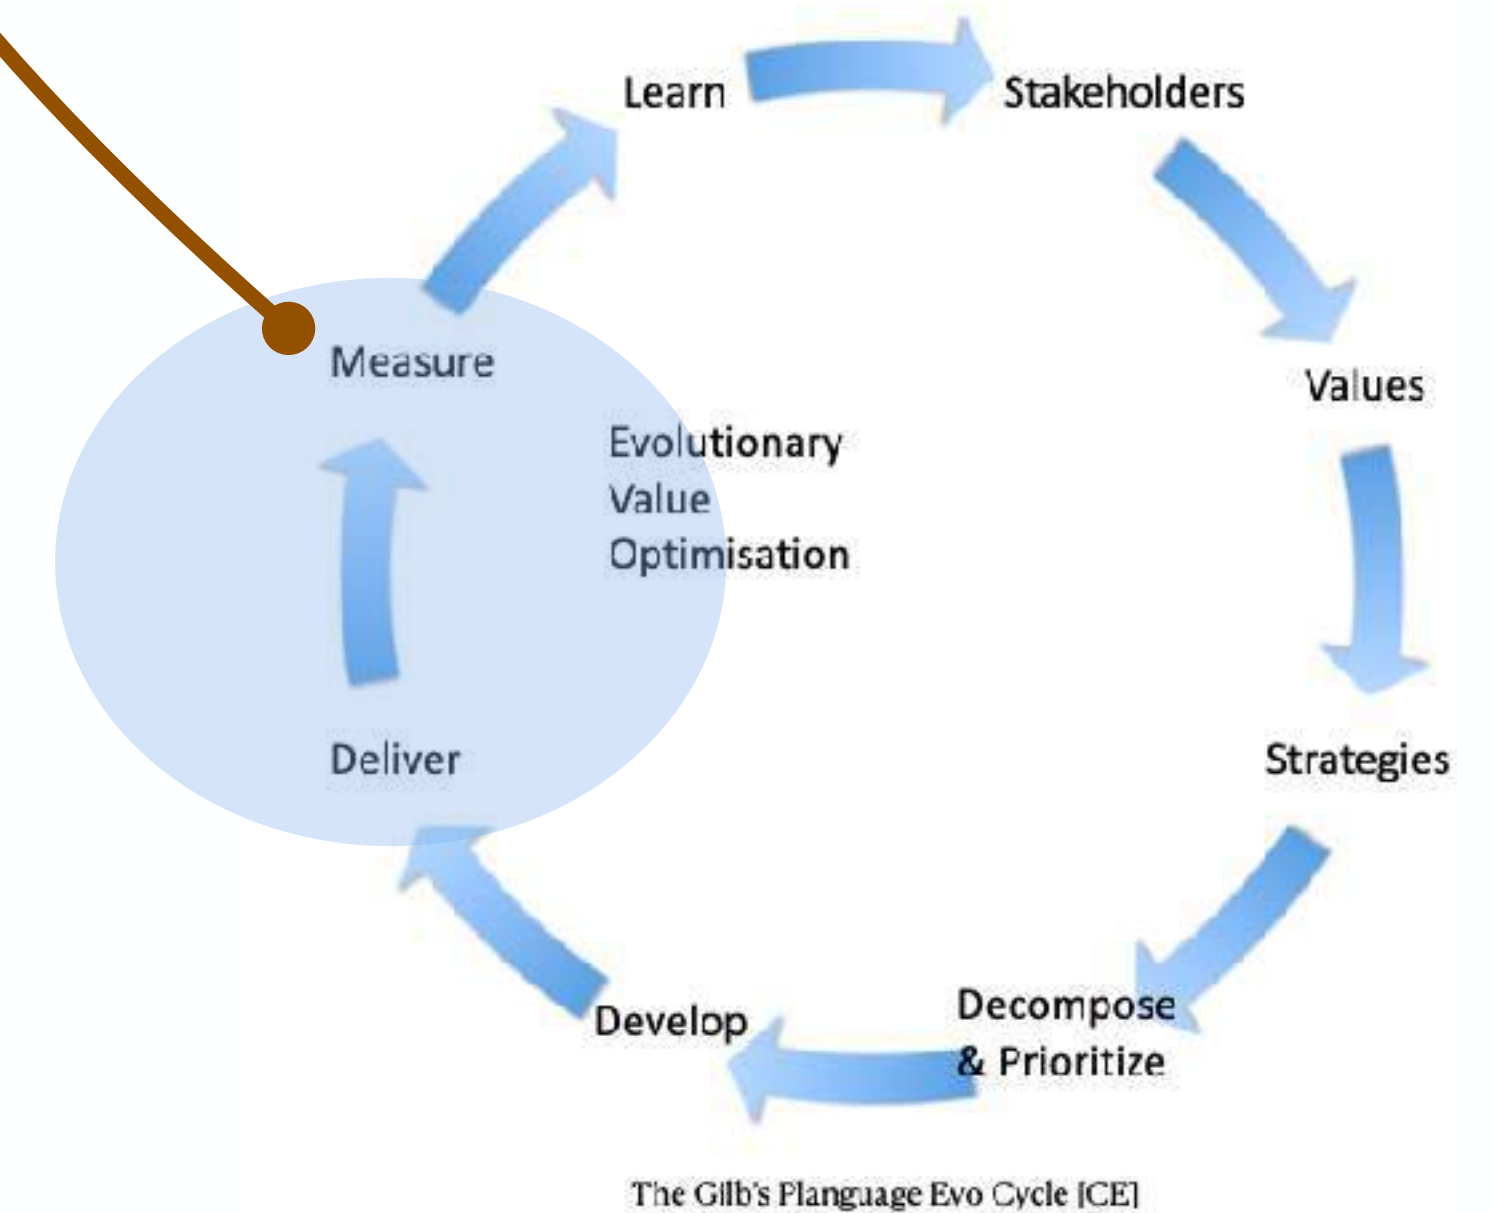 Learn
Stakeholders
Measure
Values
Evolutionary
Value
Optimisation
Deliver
Strategies
Develop
Decompose
& Prioritize
The Gilb's Planguage Evo Cycle [CE]